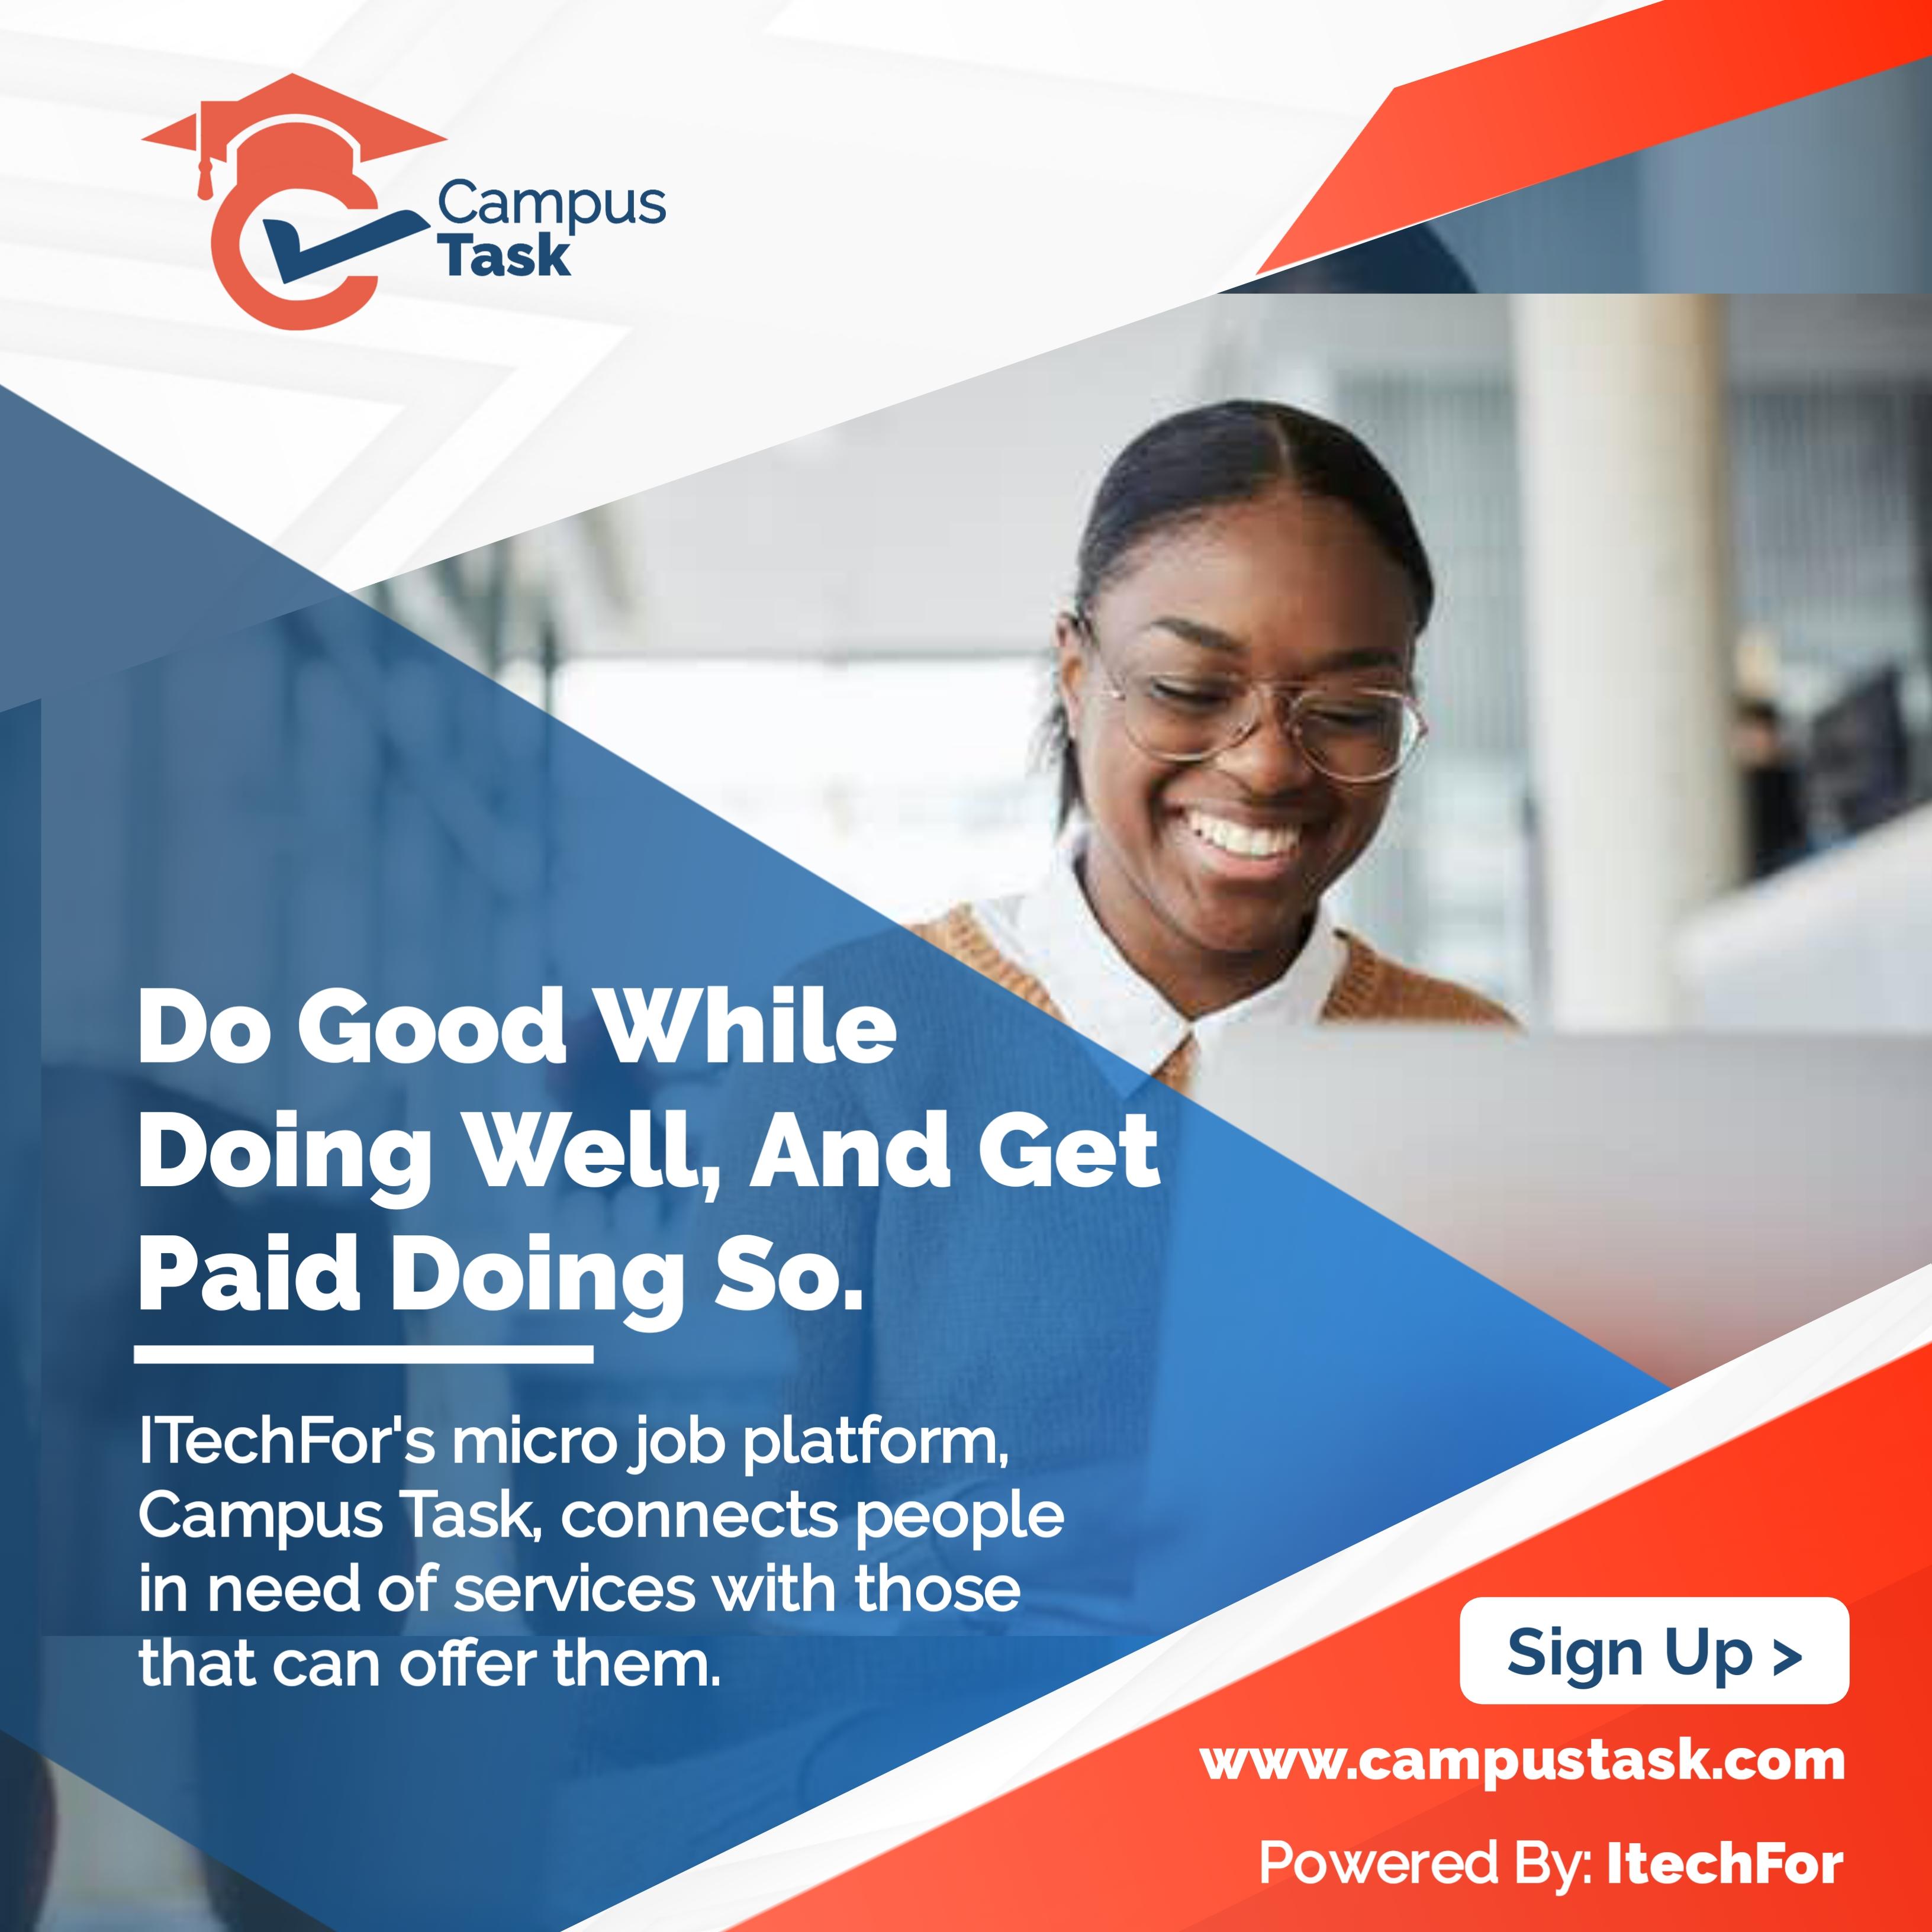 Campus
Task
Do Good While
Doing Well, And Get
Paid Doing So.
ITechFor's micro job platform,
Campus Task, connects people
in need of services with those
that can offer them.
Sign Up >
www.campustask.com
Powered By: ItechFor